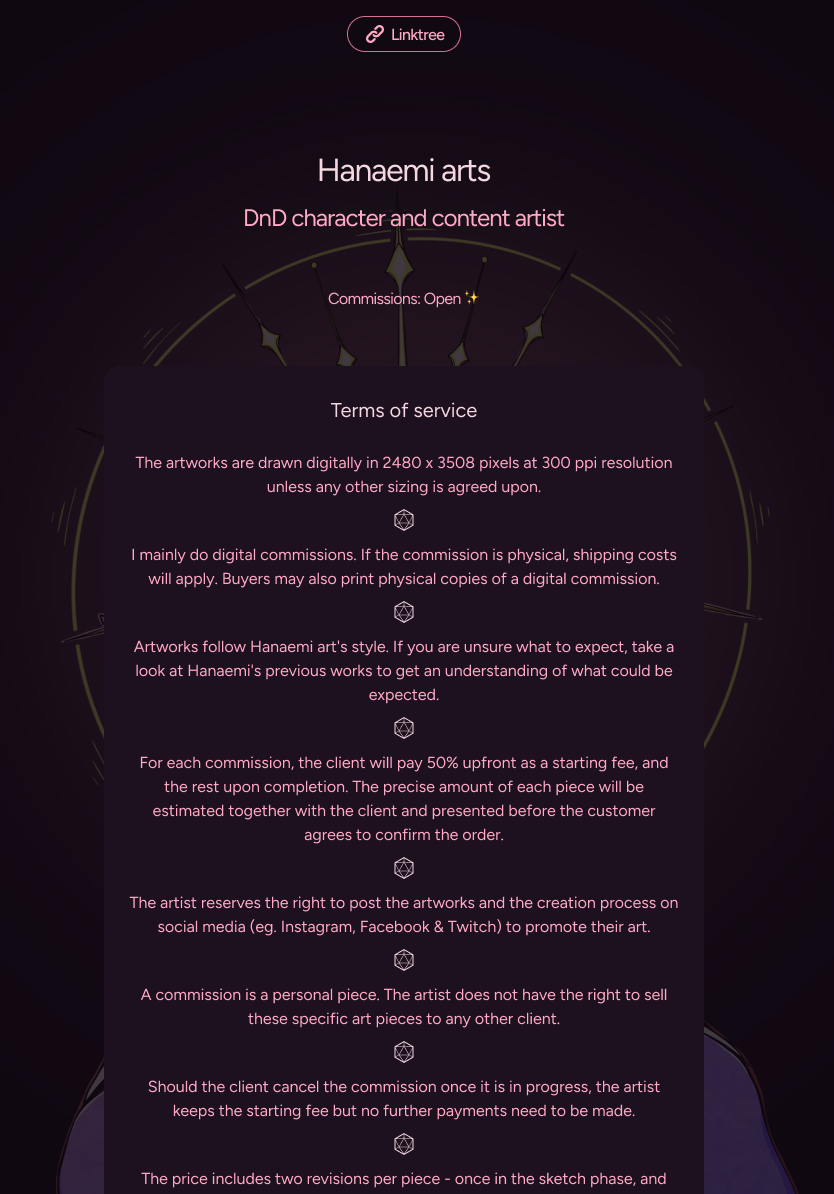 Linktree
Hanaemi arts
DnD character and content artist
Commissions: Open ✨
Terms of service
The artworks are drawn digitally in 2480 x 3508 pixels at 300 ppi resolution
unless any other sizing is agreed upon.
I mainly do digital commissions. If the commission is physical, shipping costs
will apply. Buyers may also print physical copies of a digital commission.
Artworks follow Hanaemi art's style. If you are unsure what to expect, take a
look at Hanaemi's previous works to get an understanding of what could be
expected.
For each commission, the client will pay 50% upfront as a starting fee, and
the rest upon completion. The precise amount of each piece will be
estimated together with the client and presented before the customer
agrees to confirm the order.
The artist reserves the right to post the artworks and the creation process on
social media (eg. Instagram, Facebook & Twitch) to promote their art.
A commission is a personal piece. The artist does not have the right to sell
these specific art pieces to any other client.
Should the client cancel the commission once it is in progress, the artist
keeps the starting fee but no further payments need to be made.
The price includes two revisions per piece - once in the sketch phase, and